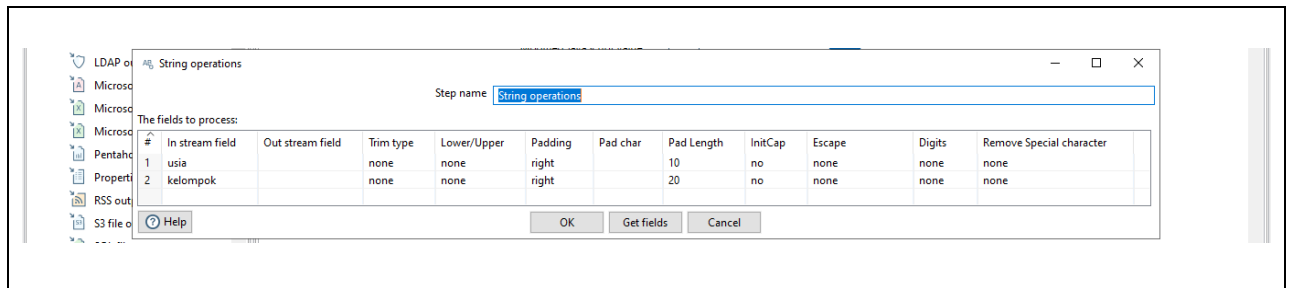 LDAP o
String operations
Microso
Step name String operations
Microso
The fields to process:
Microso
# In stream field Out stream field Trim type Lower/Upper Padding Pad char Pad Length InitCap Escape Digits Remove Special character
Pentaho
1 usia none none right 10 no none none none
Properti
2 kelompok none none right 20 no none none none
RSS out
S3 file o
Help OK Get fields Cancel